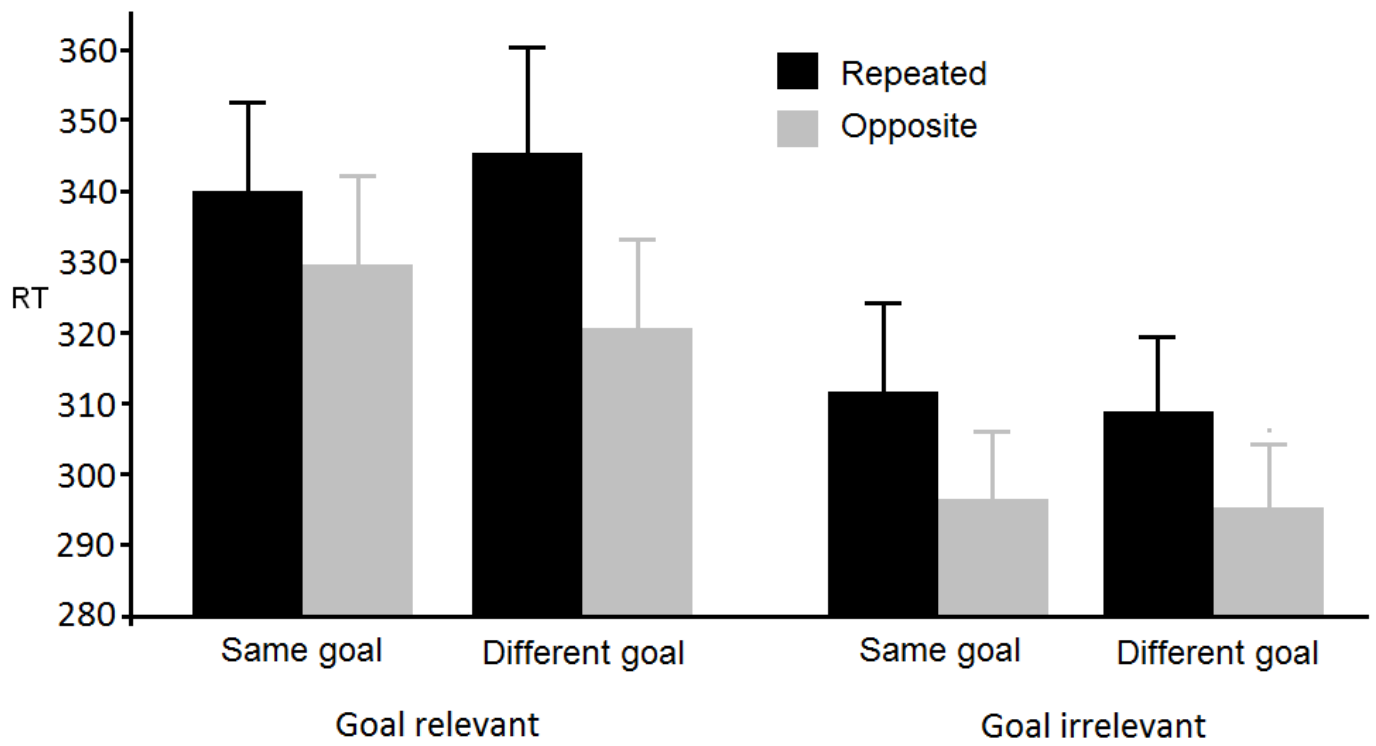 360
350
340
330
320
310
300
290
280
RT
Repeated
Opposite
Same goal
Different goal
Same goal
Different goal
Goal relevant
Goal irrelevant